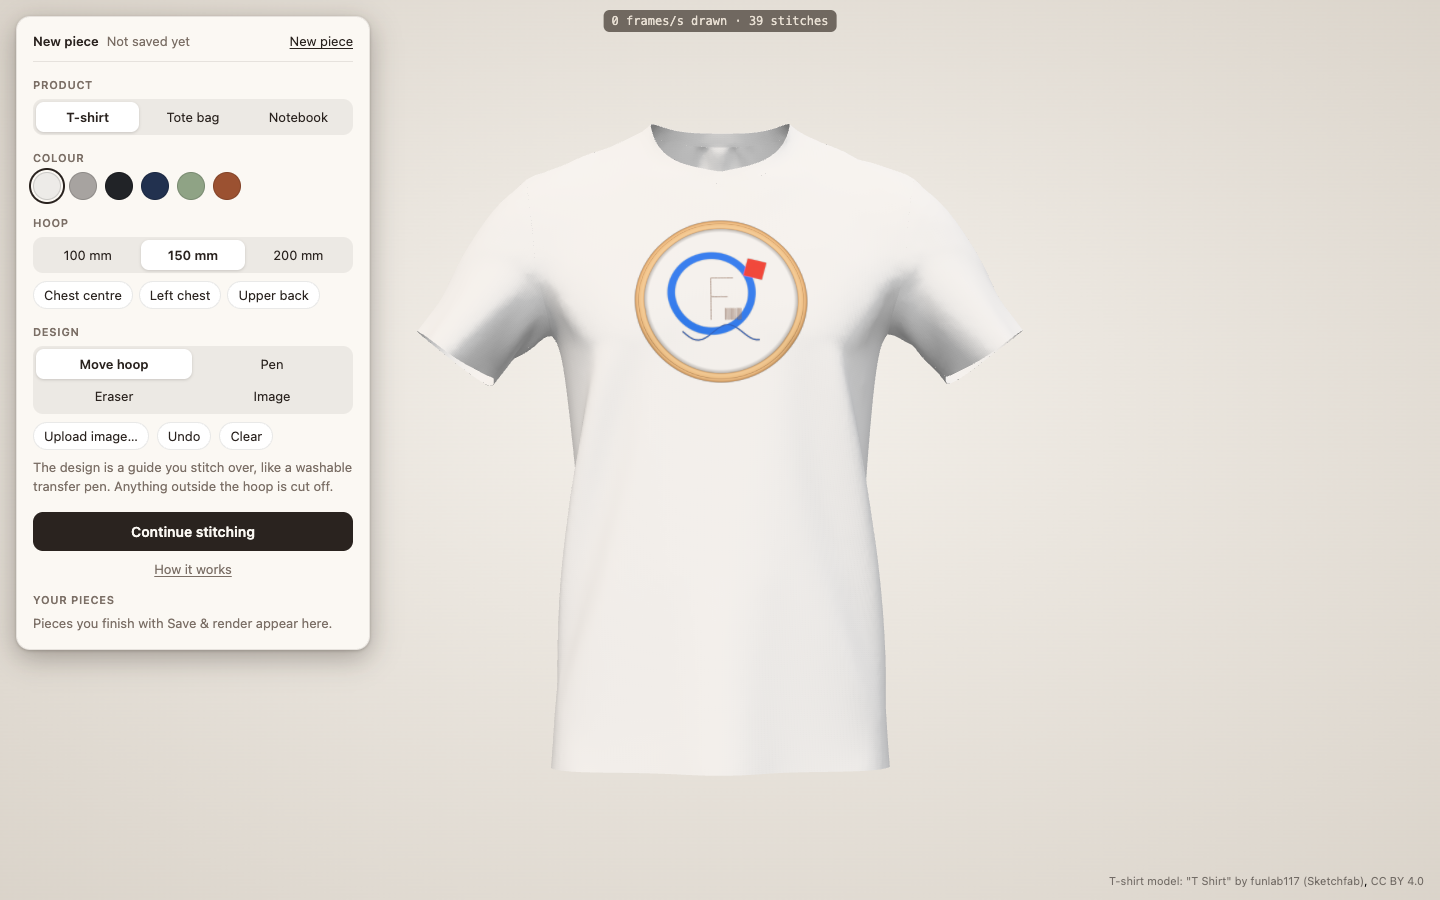 0 frames/s drawn · 39 stitches
New piece Not saved yet New piece
PRODUCT
T-shirt Tote bag Notebook
COLOUR
HOOP
100 mm 150 mm 200 mm
Chest centre Left chest Upper back
DESIGN
Move hoop Pen
Eraser Image
Upload image... Undo Clear
The design is a guide you stitch over, like a washable
transfer pen. Anything outside the hoop is cut off.
Continue stitching
How it works
YOUR PIECES
Pieces you finish with Save & render appear here.
F
T-shirt model: "T Shirt" by funlab117 (Sketchfab), CC BY 4.0